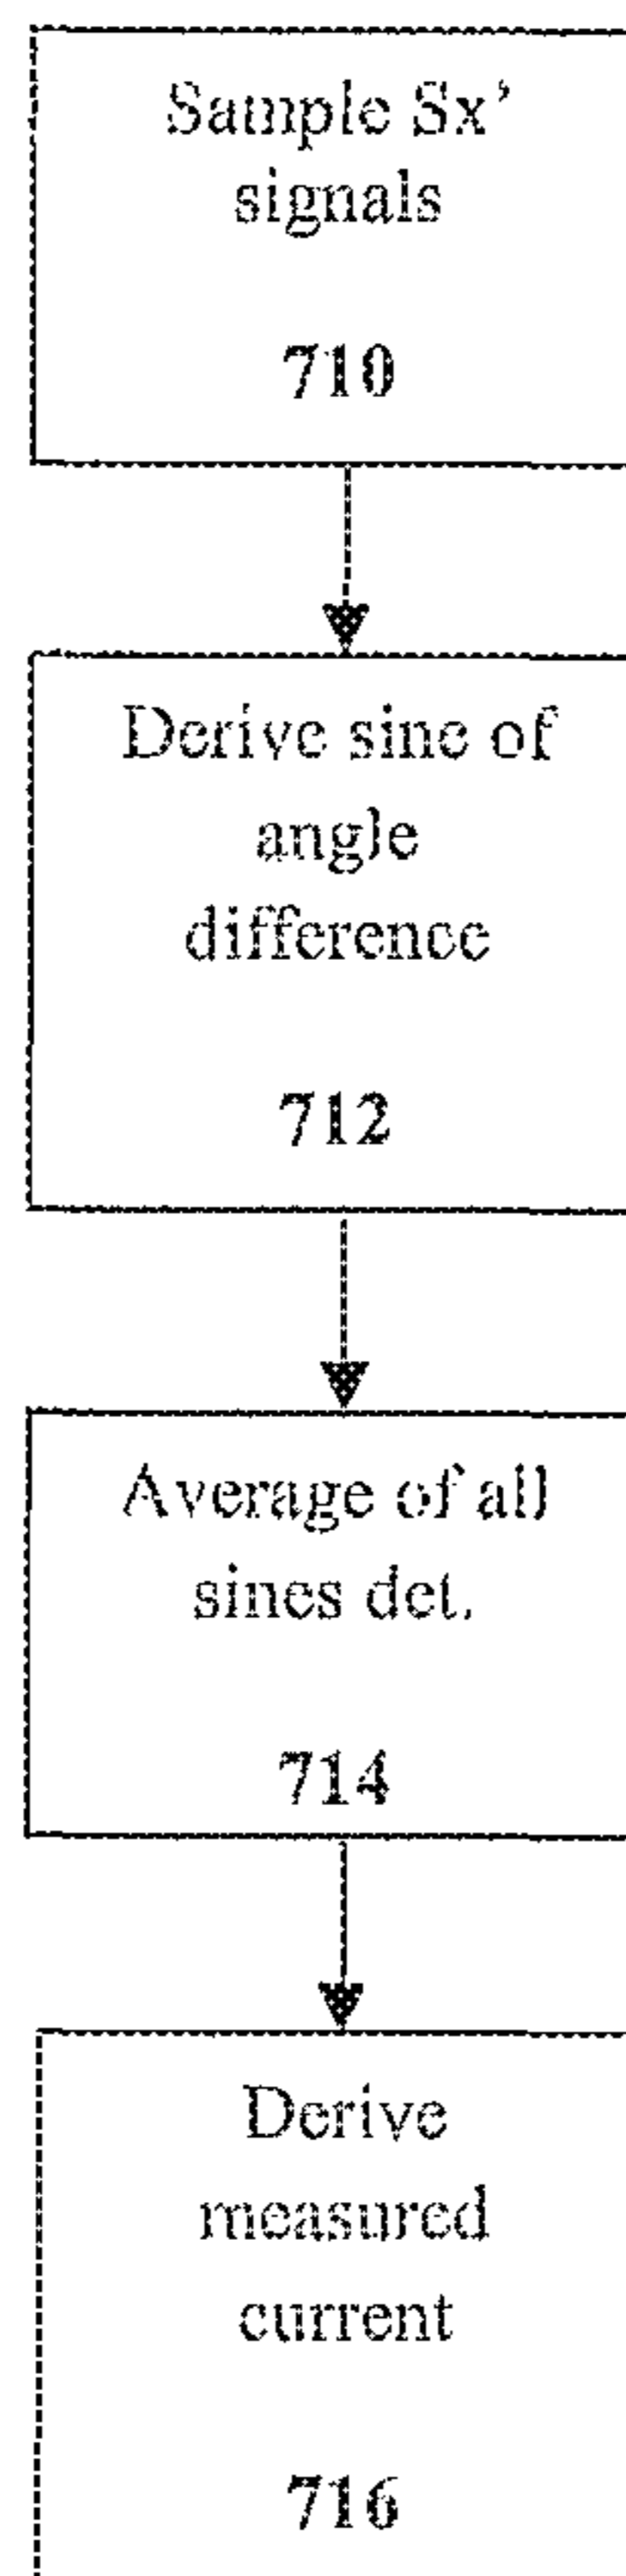 Sample Sx'
signals
710
Derive sine of
angle
difference
712
Average of all
sines det.
714
Derive
measured
current
716